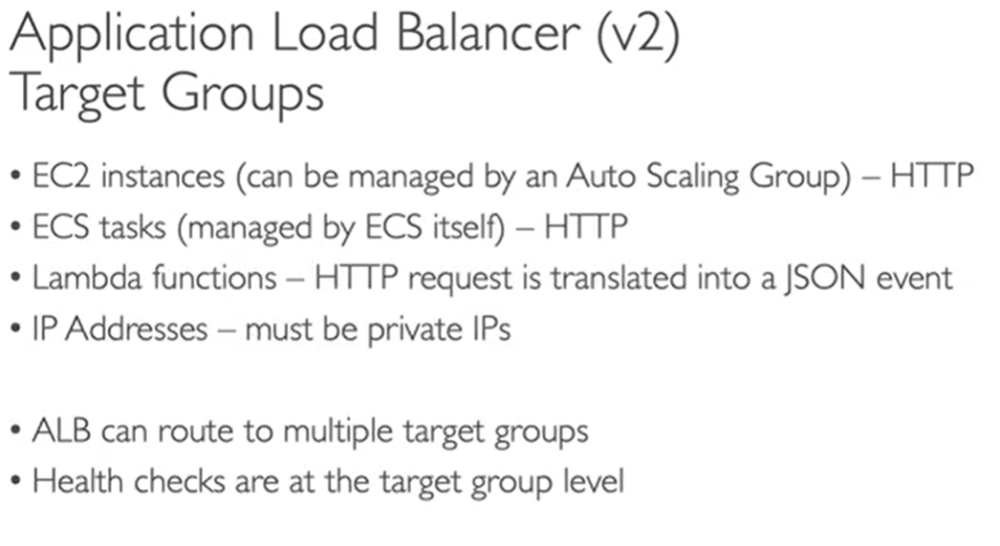 Application Load Balancer (v2)
Target Groups
• EC2 instances (can be managed by an Auto Scaling Group) – HTTP
• ECS tasks (managed by ECS itself) – HTTP
• Lambda functions – HTTP request is translated into a JSON event
• IP Addresses – must be private IPs
• ALB can route to multiple target groups
• Health checks are at the target group level